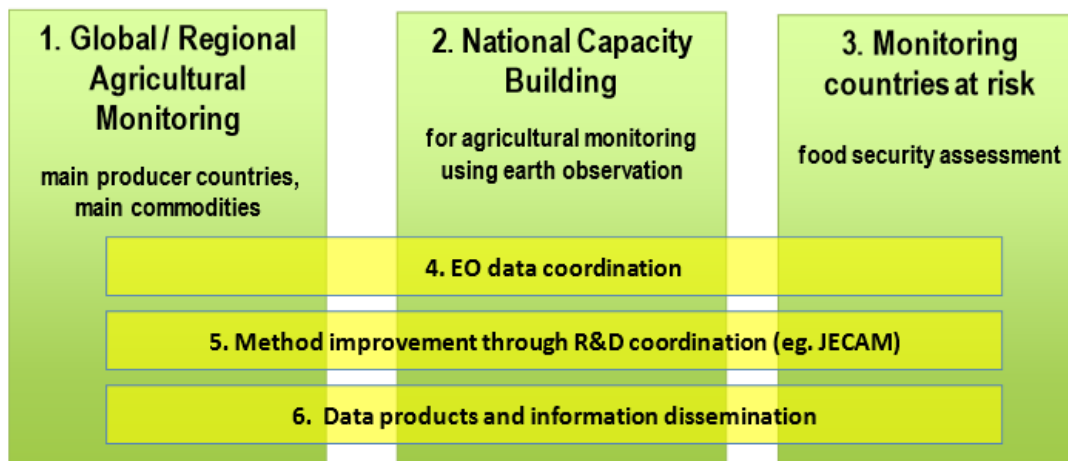 1. Global / Regional
Agricultural
Monitoring
main producer countries,
main commodities
2. National Capacity
Building
for agricultural monitoring
using earth observation
3. Monitoring
countries at risk
food security assessment
4. EO data coordination
5. Method improvement through R&D coordination (eg. JECAM)
6. Data products and information dissemination